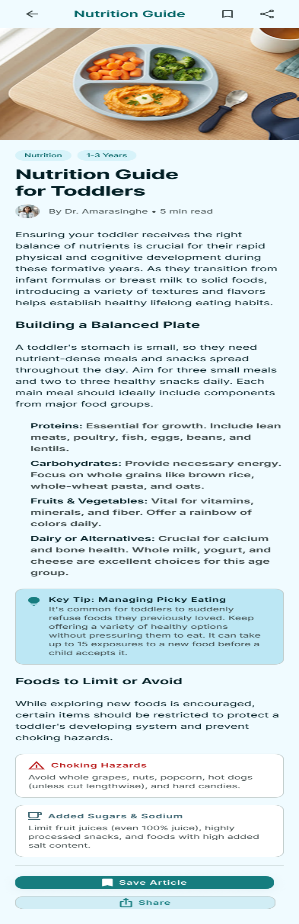 Nutrition Guide
Nutrition
1-3 Years
Nutrition Guide
for Toddlers
By Dr. Amarasinghe • 5 min read
Ensuring your toddler receives the right
balance of nutrients is crucial for their rapid
physical and cognitive development during
these formative years. As they transition from
infant formulas or breast milk to solid foods,
introducing a variety of textures and flavors
helps establish healthy lifelong eating habits.
Building a Balanced Plate
A toddler's stomach is small, so they need
nutrient-dense meals and snacks spread
throughout the day. Aim for three small meals
and two to three healthy snacks daily. Each
main meal should ideally include components
from major food groups.
Proteins: Essential for growth. Include lean
meats, poultry, fish, eggs, beans, and
lentils.
Carbohydrates: Provide necessary energy.
Focus on whole grains like brown rice,
whole-wheat pasta, and oats.
Fruits & Vegetables: Vital for vitamins,
minerals, and fiber. Offer a rainbow of
colors daily.
Dairy or Alternatives: Crucial for calcium
and bone health. Whole milk, yogurt, and
cheese are excellent choices for this age
group.
Key Tip: Managing Picky Eating
It's common for toddlers to suddenly
refuse foods they previously loved. Keep
offering a variety of healthy options
without pressuring them to eat. It can take
up to 15 exposures to a new food before a
child accepts it.
Foods to Limit or Avoid
While exploring new foods is encouraged,
certain items should be restricted to protect a
toddler's developing system and prevent
choking hazards.
Choking Hazards
Avoid whole grapes, nuts, popcorn, hot dogs
(unless cut lengthwise), and hard candies.
Added Sugars & Sodium
Limit fruit juices (even 100% juice), highly
processed snacks, and foods with high added
salt content.
Save Article
Share